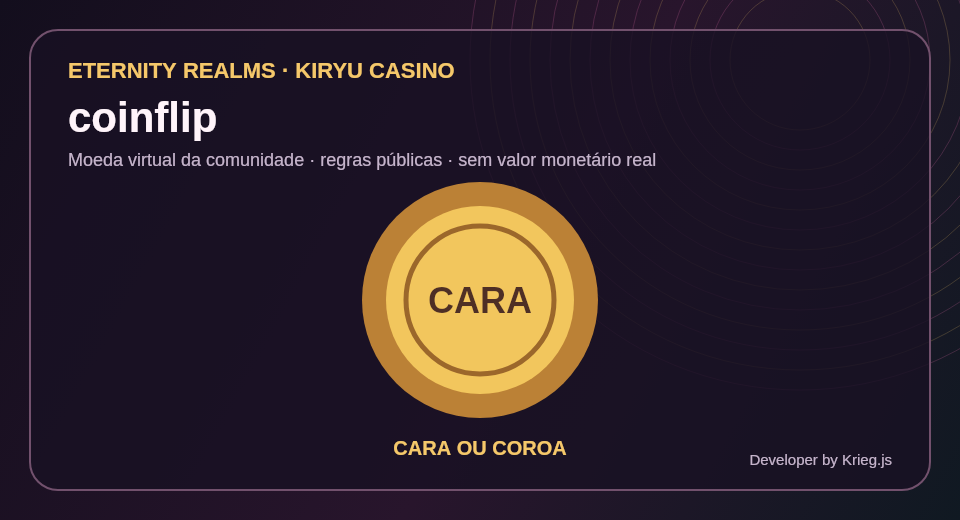 ETERNITY REALMS · KIRYU CASINO
coinflip
Moeda virtual da comunidade · regras públicas · sem valor monetário real
CARA
CARA OU COROA
Developer by Krieg.js